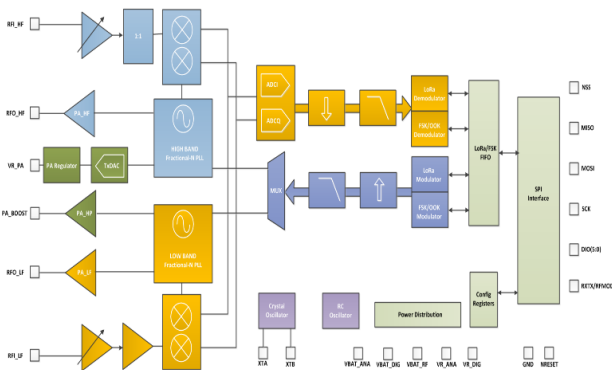 RFI_HF
1:1
ADCI
ADCQ
LoRa
Demodulator
FSK/OOK
Demodulator
NSS
RFO_HF
PA_HF
HIGH BAND
Fractional-N PLL
LoRa/FSK
FIFO
MISO
VR_PA
PA Regulator
TxDAC
MUX
LoRa
Modulator
FSK/OOK
Modulator
SPI
Interface
MOSI
PA_BOOST
PA_HP
SCK
LOW BAND
Fractional-N PLL
DIO(5:0)
RFO_LF
PA_LF
Config
Registers
RXTX/RFMOD
Crystal
Oscillator
RC
Oscillator
Power Distribution
RFI_LF
XTA
XTB
VBAT_ANA
VBAT_DIG
VBAT_RF
VR_ANA
VR_DIG
GND
NRESET